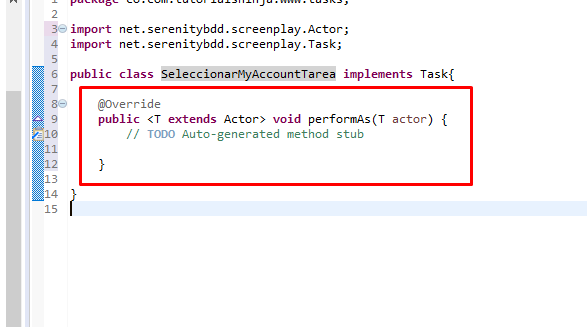 1 package co.com.tutorialsninja.www.tasks;
2
3 import net.serenitybdd.screenplay.Actor;
4 import net.serenitybdd.screenplay.Task;
5
6 public class SeleccionarMyAccountTarea implements Task{
7
8 @Override
9 public <T extends Actor> void performAs(T actor) {
10 // TODO Auto-generated method stub
11
12 }
13
14 }
15